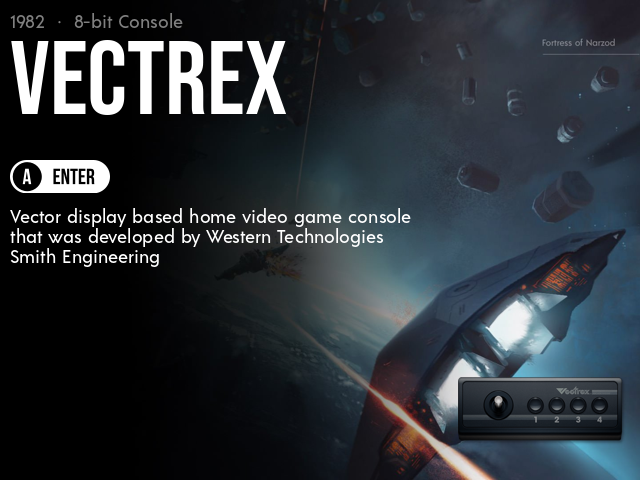 1982 · 8-bit Console
VECTREX
Fortress of Narzod
A ENTER
Vector display based home video game console
that was developed by Western Technologies
Smith Engineering
Vectrex
1 2 3 4